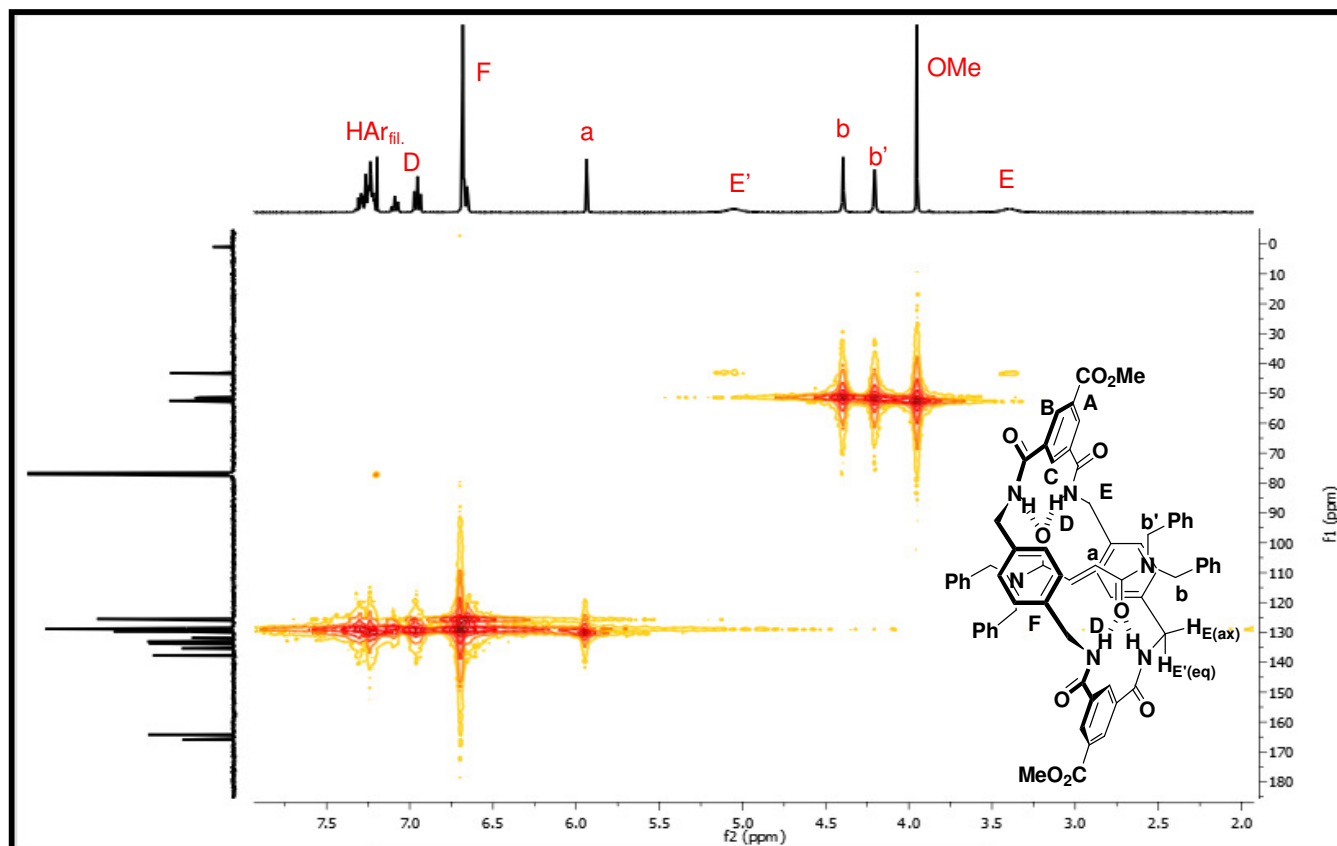 F
OMe
HAr fil.
D
a
b
b'
E'
E
0
10
20
30
40
50
60
70
80
90
100
110
120
130
140
150
160
170
180
f1 (ppm)
7.5
7.0
6.5
6.0
5.5
5.0
4.5
4.0
3.5
3.0
2.5
2.0
f2 (ppm)
CO2Me
B
A
O
O
C
N
N
E
H
H
D
O
b'
Ph
a
Ph
N
N
Ph
b
O
Ph
F
D
H
H
H E(ax)
N
N
H E'(eq)
O
O
MeO2C